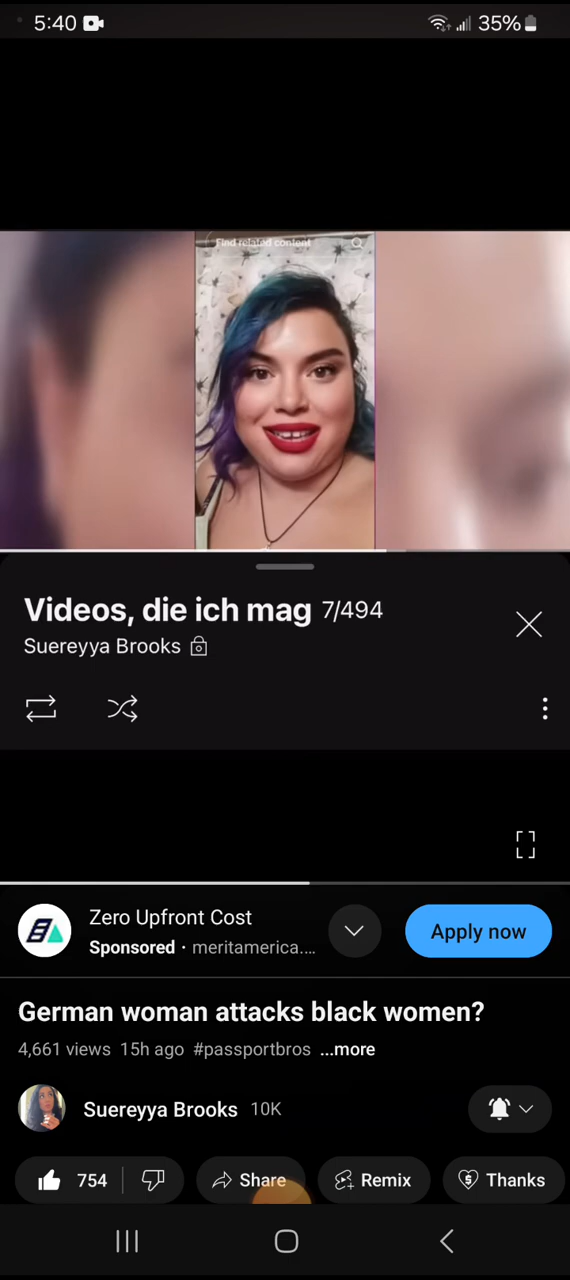 5:40
35%
Find related content
Videos, die ich mag 7/494
Suereyya Brooks
Zero Upfront Cost
Sponsored · meritamerica....
Apply now
German woman attacks black women?
4,661 views 15h ago #passportbros ...more
Suereyya Brooks 10K
754
Share
Remix
Thanks